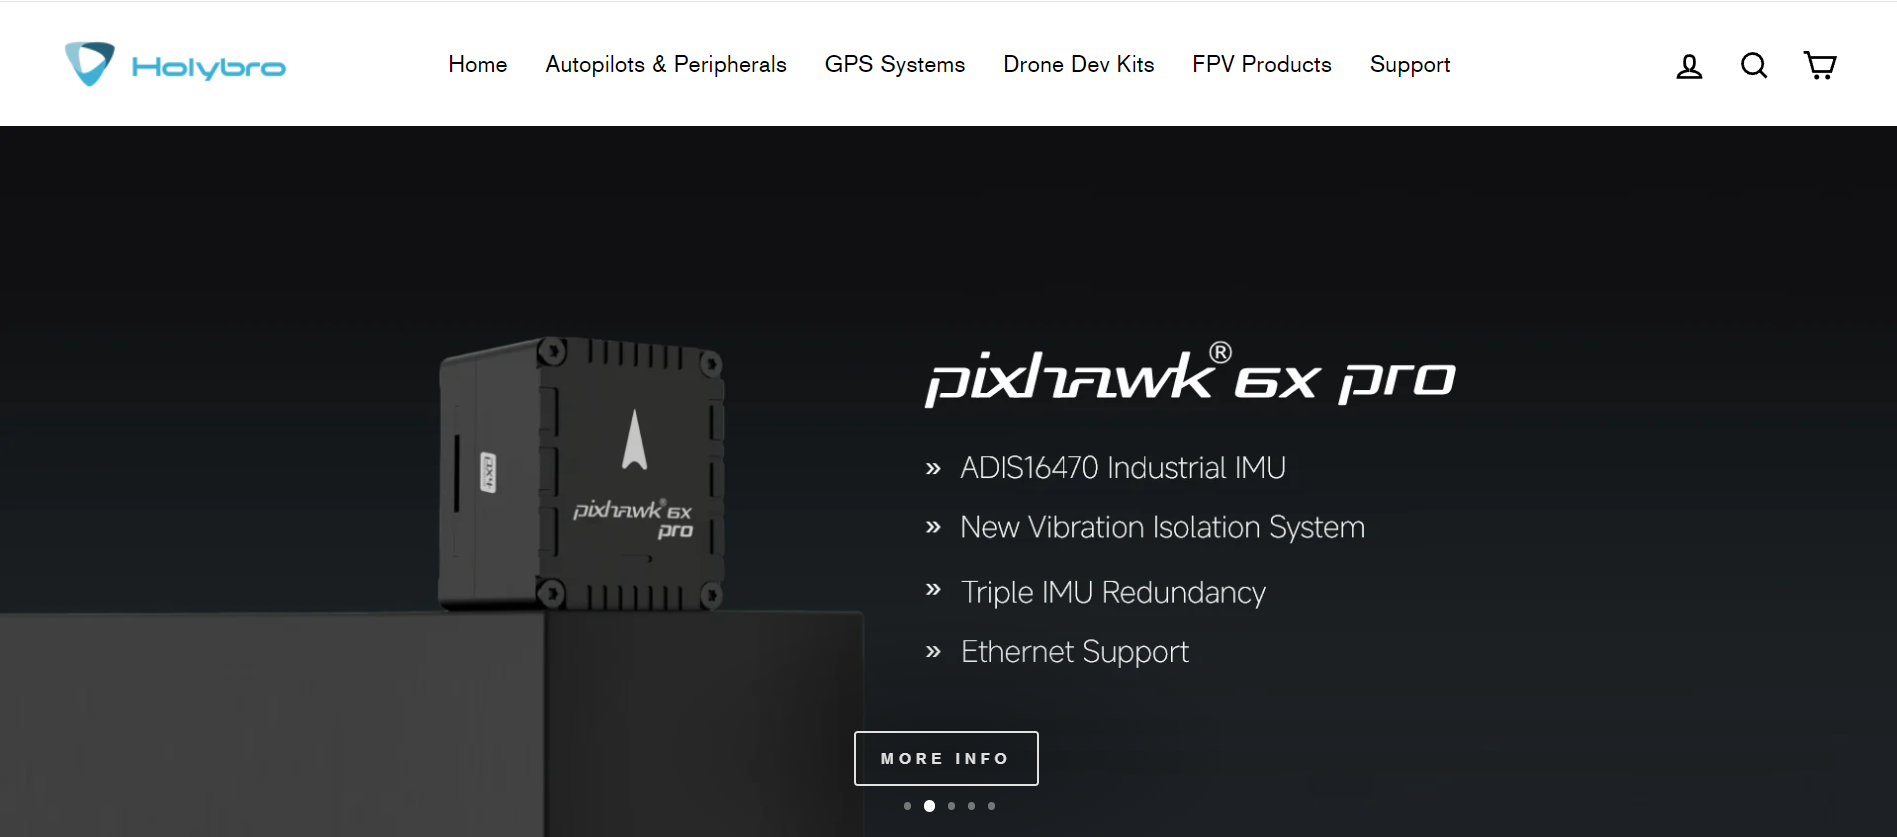 Holybro
Home
Autopilots & Peripherals
GPS Systems
Drone Dev Kits
FPV Products
Support
pixhawk® 6x pro
» ADIS16470 Industrial IMU
» New Vibration Isolation System
» Triple IMU Redundancy
» Ethernet Support
PX4
pixhawk® 6x
pro
MORE INFO